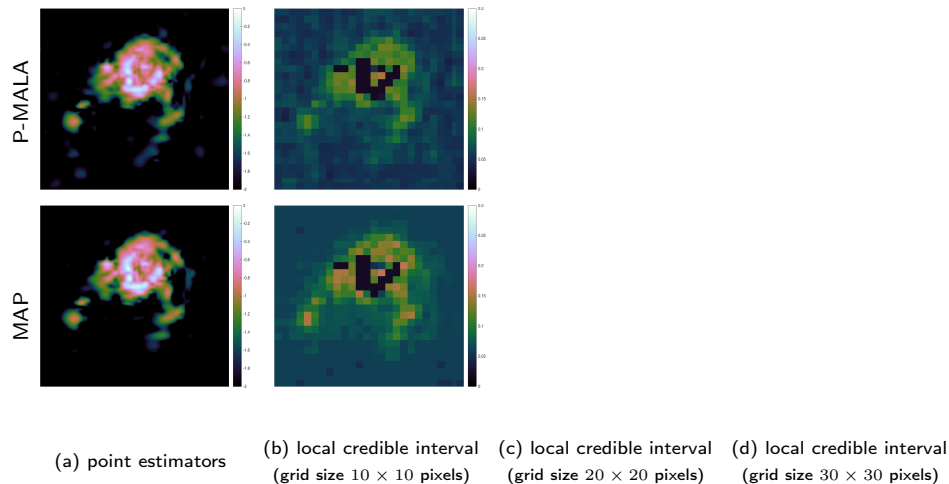 P-MALA
MAP
(a) point estimators
(b) local credible interval
(grid size 10 × 10 pixels)
(c) local credible interval
(grid size 20 × 20 pixels)
(d) local credible interval
(grid size 30 × 30 pixels)